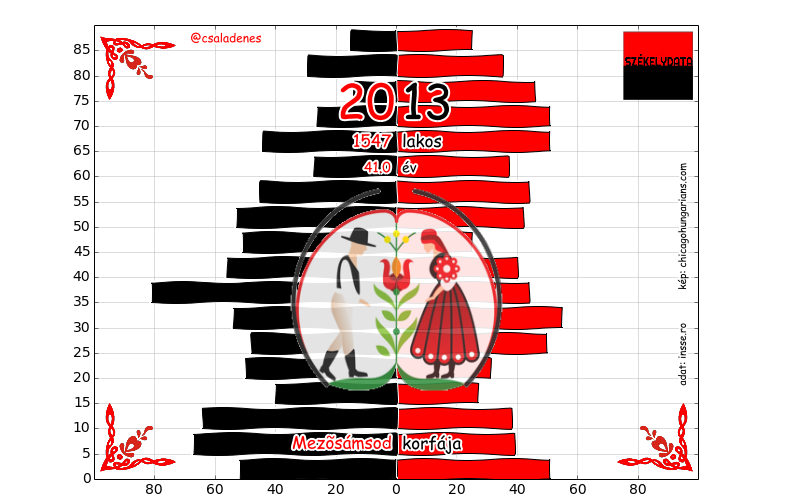 @csaladenes
SZÉKELYDATA
2013
1547 lakos
41,0 év
kép: chicagohungarians.com
adat: insse.ro
Mezõsámsod korfája
85
80
75
70
65
60
55
50
45
40
35
30
25
20
15
10
5
0
80 60 40 20 0 20 40 60 80